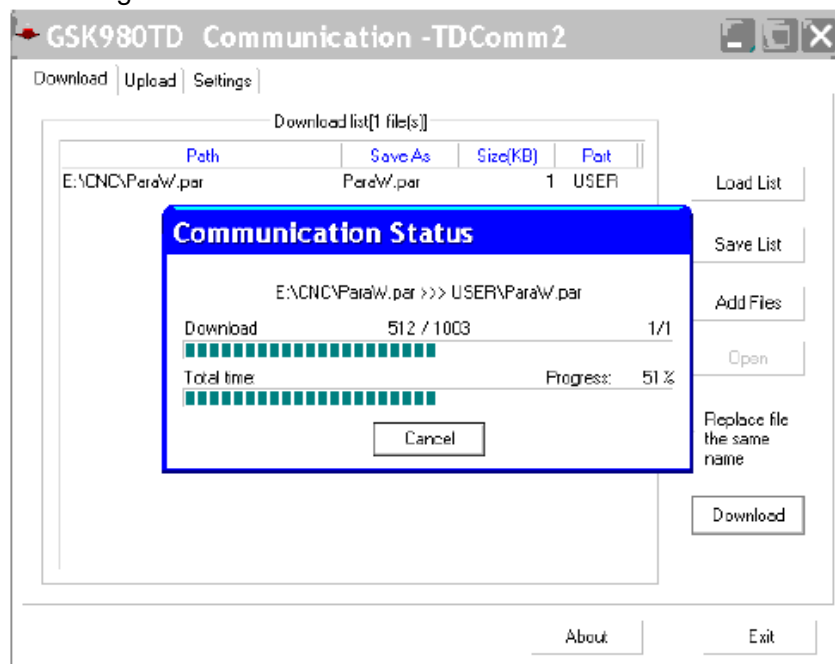 GSK980TD Communication -TDComm2
Download Upload Settings
Download list[1 file(s)]
Path Save As Size(KB) Part
E:\CNC\ParaW.par ParaW.par 1 USER
Load List
Communication Status
Save List
E:\CNC\ParaW.par >>> USER\ParaW.par
Add Files
Download 512 / 1003 1/1
Open
Total time: Progress: 51 %
Cancel
Replace file
the same
name
Download
About Exit